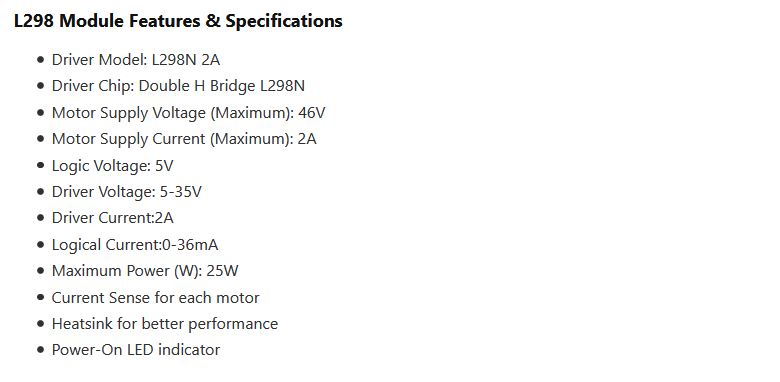 L298 Module Features & Specifications
● Driver Model: L298N 2A
● Driver Chip: Double H Bridge L298N
● Motor Supply Voltage (Maximum): 46V
● Motor Supply Current (Maximum): 2A
● Logic Voltage: 5V
● Driver Voltage: 5-35V
● Driver Current:2A
● Logical Current:0-36mA
● Maximum Power (W): 25W
● Current Sense for each motor
● Heatsink for better performance
● Power-On LED indicator